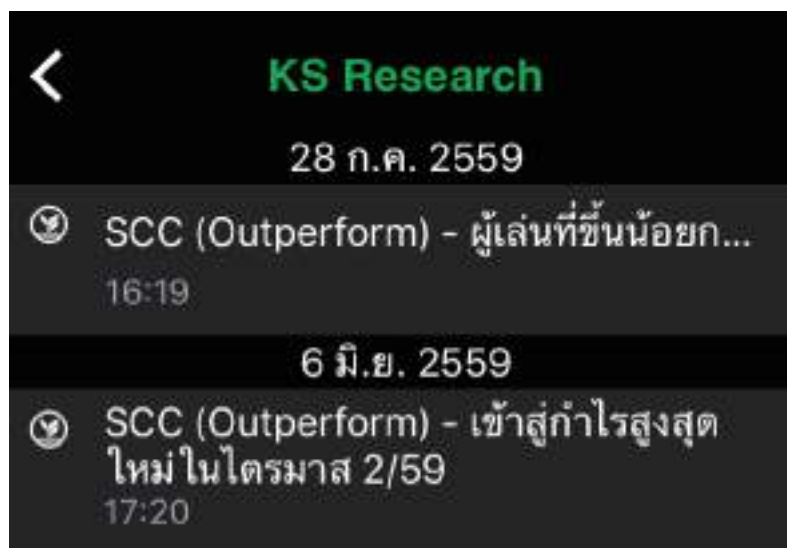 KS Research
28 ก.ค. 2559
SCC (Outperform) - ผู้เล่นที่ขึ้นน้อยก...
16:19
6 มิ.ย. 2559
SCC (Outperform) - เข้าสู่กำไรสูงสุด
ใหม่ในไตรมาส 2/59
17:20